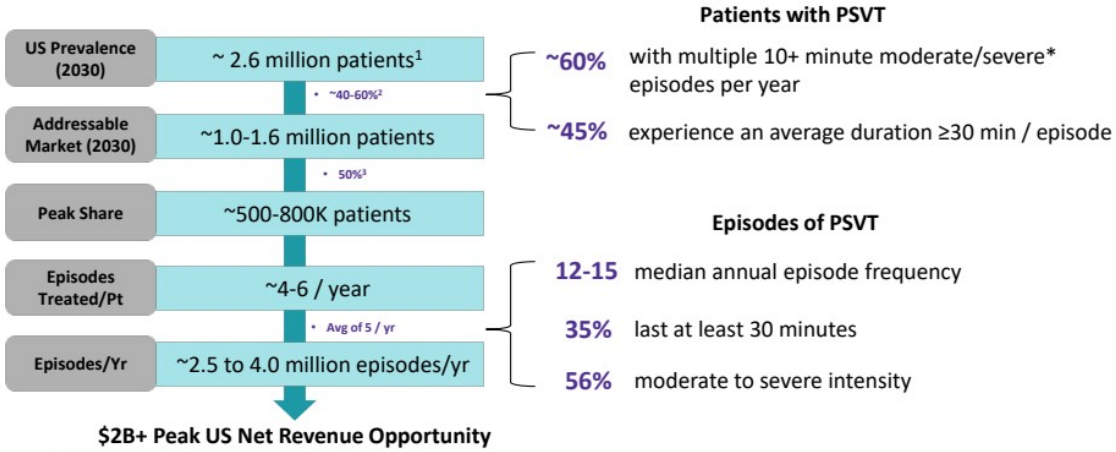 US Prevalence
(2030)
~ 2.6 million patients¹
• ~40-60%²
Addressable
Market (2030)
~1.0-1.6 million patients
• 50%³
Peak Share
~500-800K patients
Episodes
Treated/Pt
~4-6 / year
• Avg of 5 / yr
Episodes/Yr
~2.5 to 4.0 million episodes/yr
$2B+ Peak US Net Revenue Opportunity
Patients with PSVT
~60% with multiple 10+ minute moderate/severe*
episodes per year
~45% experience an average duration ≥30 min / episode
Episodes of PSVT
12-15 median annual episode frequency
35% last at least 30 minutes
56% moderate to severe intensity